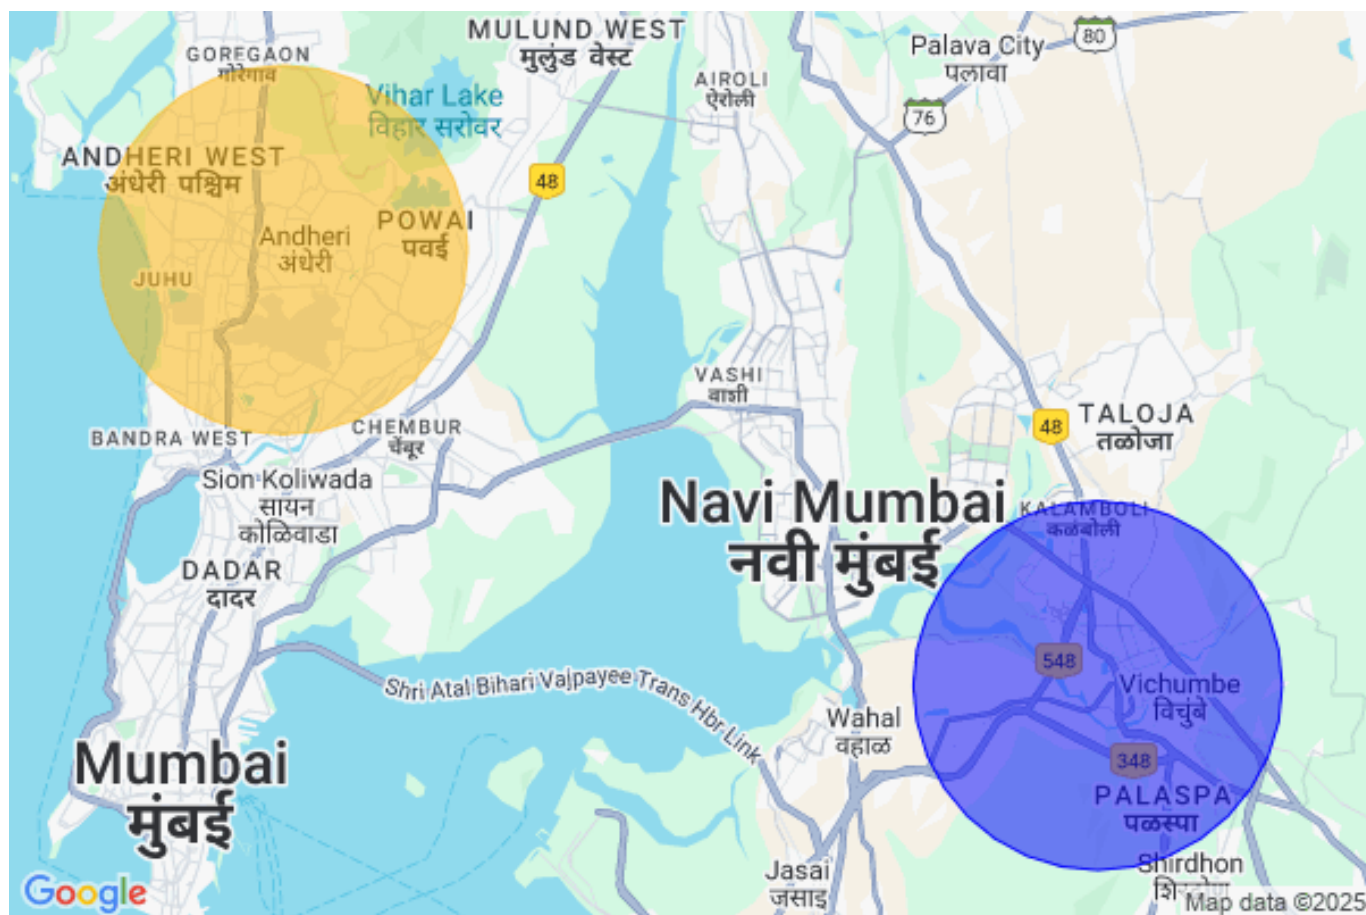 MULUND WEST
मुलुंड वेस्ट
Palava City
पलावा
80
GOREGAON
गोरेगाव
Vihar Lake
विहार सरोवर
AIROLI
ऐरोली
76
ANDHERI WEST
अंधेरी पश्चिम
48
POWAI
पवई
Andheri
अंधेरी
JUHU
VASHI
वाशी
TALOJA
तळोजा
48
BANDRA WEST
CHEMBUR
चेंबूर
Sion Koliwada
सायन
कोळिवाडा
Navi Mumbai
नवी मुंबई
KALAMBOLI
कळंबोली
DADAR
दादर
548
Shri Atal Bihari Vajpayee Trans Hbr Link
Vichumbe
विचुंबे
Wahal
वहाळ
Mumbai
मुंबई
348
PALASPA
पळस्पा
Jasai
जसाइ
Shirdhon
Google
Map data ©2025